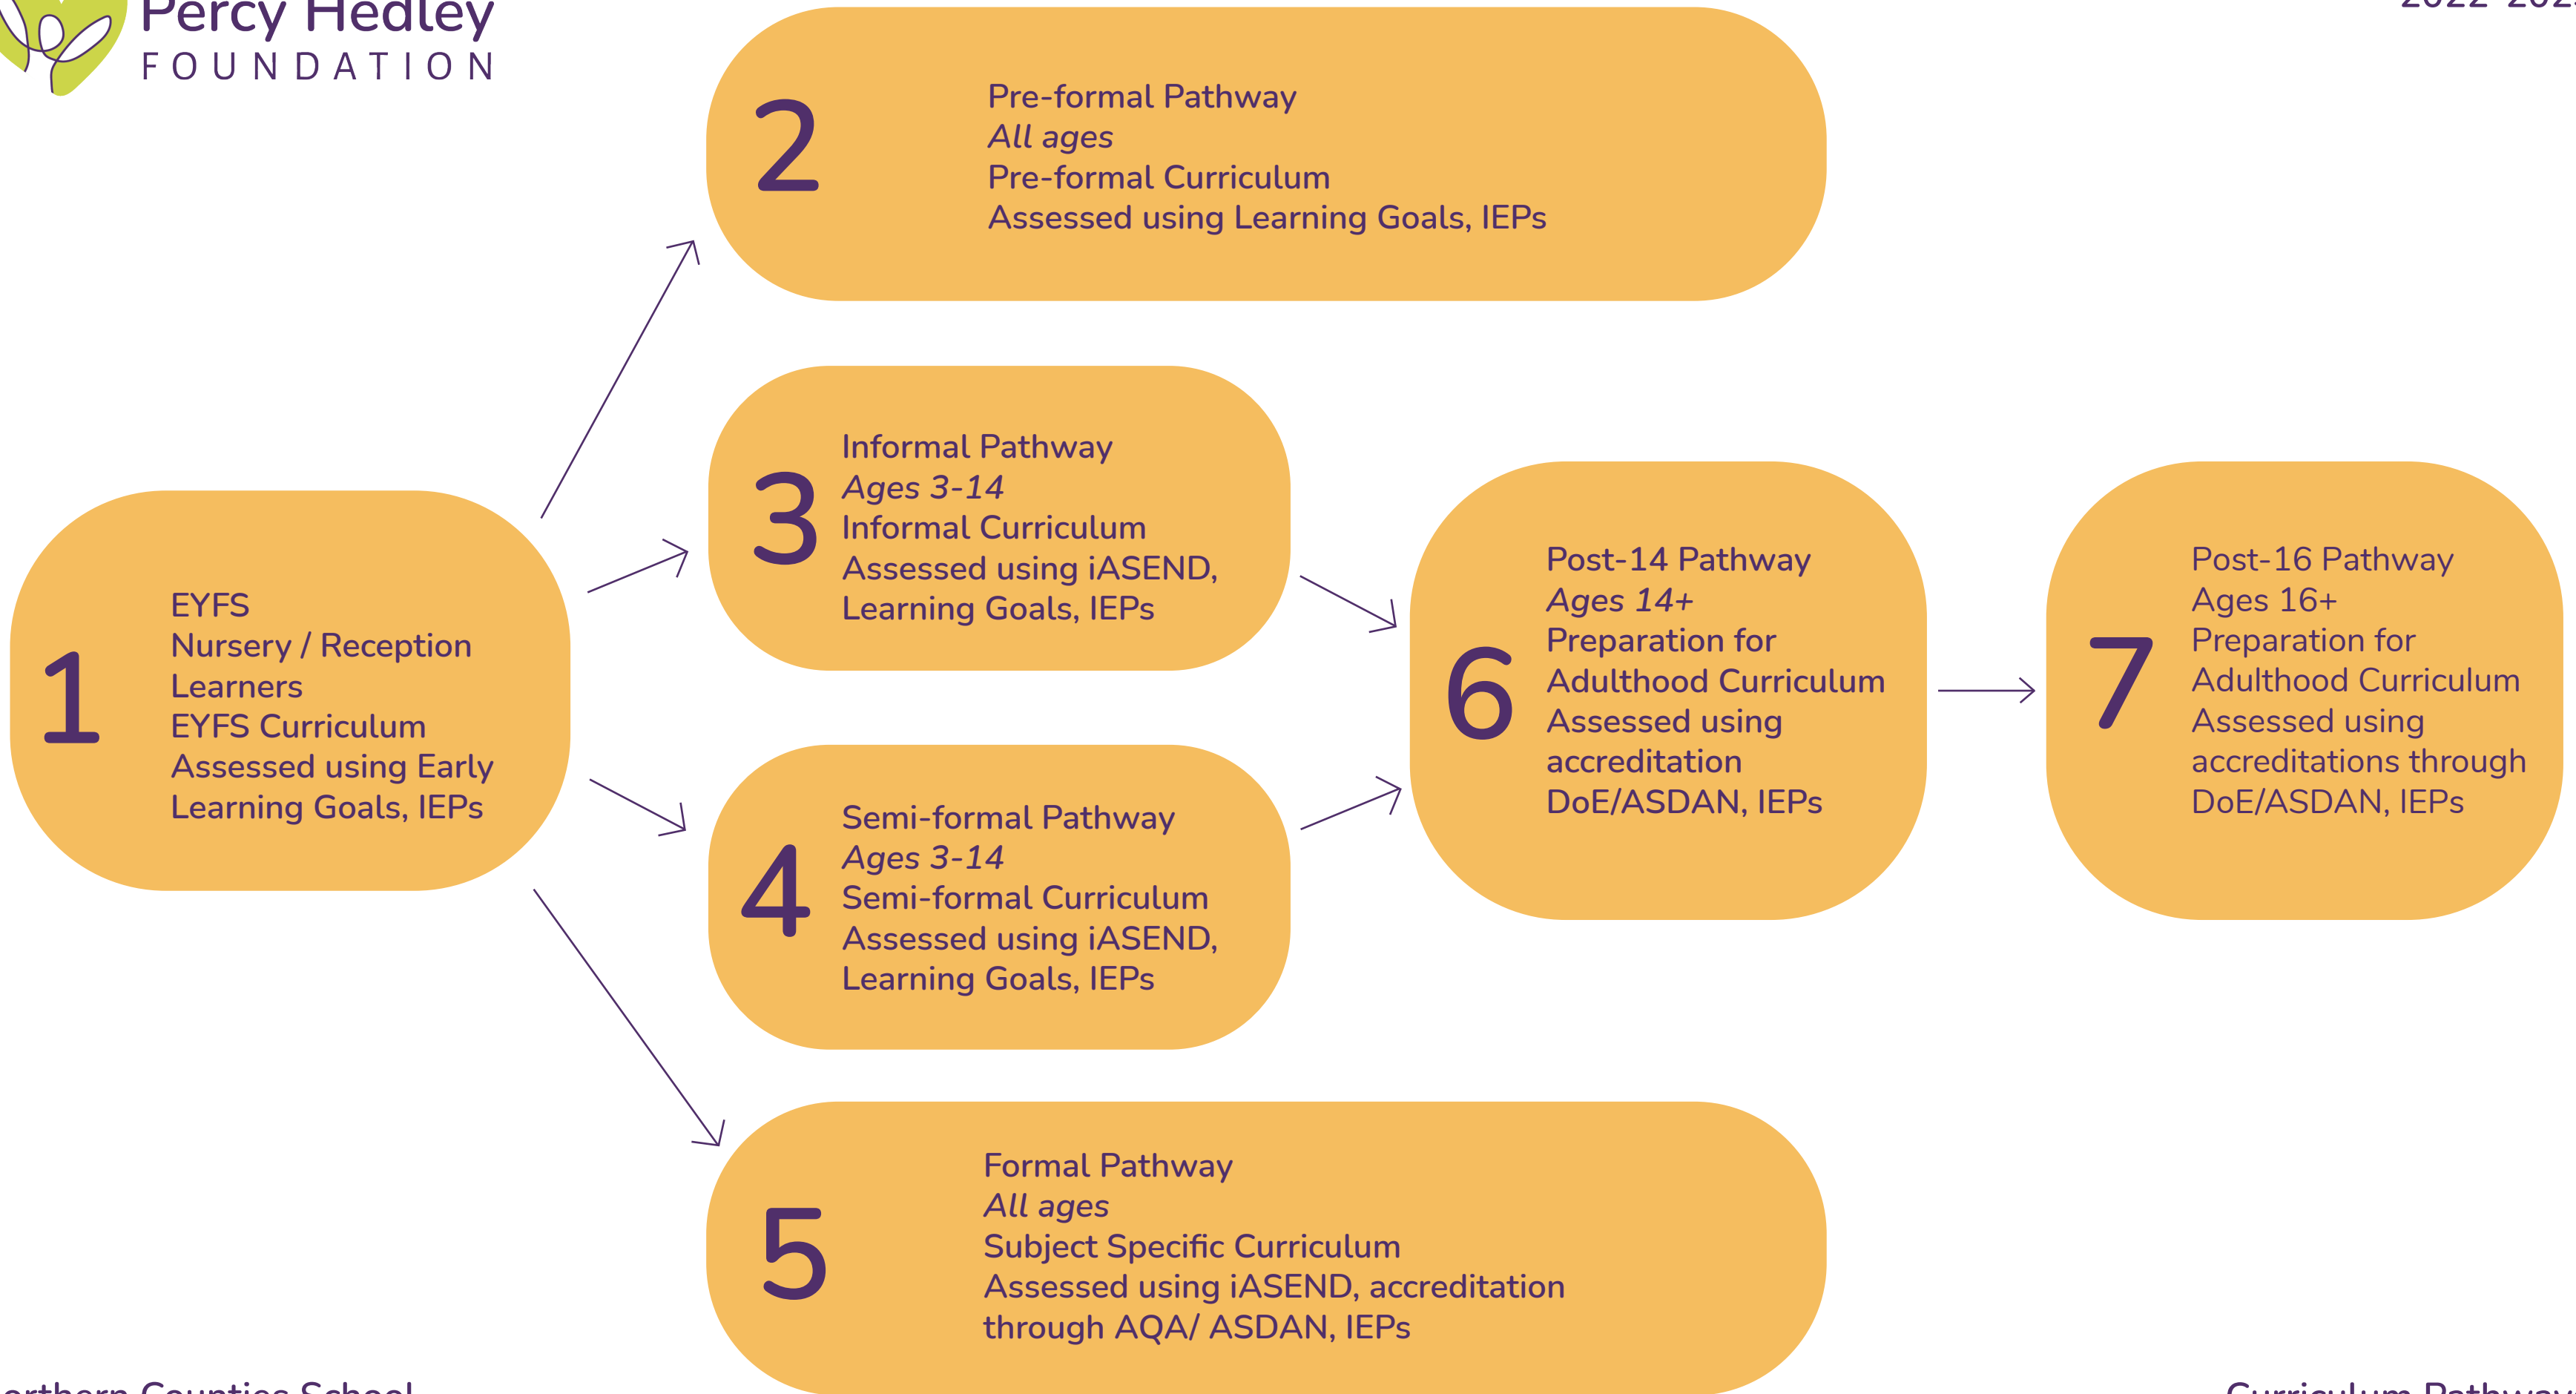 Percy Hedley
FOUNDATION
2
Pre-formal Pathway
All ages
Pre-formal Curriculum
Assessed using Learning Goals, IEPs
3
Informal Pathway
Ages 3-14
Informal Curriculum
Assessed using iASEND,
Learning Goals, IEPs
1
EYFS
Nursery / Reception
Learners
EYFS Curriculum
Assessed using Early
Learning Goals, IEPs
4
Semi-formal Pathway
Ages 3-14
Semi-formal Curriculum
Assessed using iASEND,
Learning Goals, IEPs
6
Post-14 Pathway
Ages 14+
Preparation for
Adulthood Curriculum
Assessed using
accreditation
DoE/ASDAN, IEPs
7
Post-16 Pathway
Ages 16+
Preparation for
Adulthood Curriculum
Assessed using
accreditations through
DoE/ASDAN, IEPs
5
Formal Pathway
All ages
Subject Specific Curriculum
Assessed using iASEND, accreditation
through AQA/ ASDAN, IEPs
Counties School
Curriculum